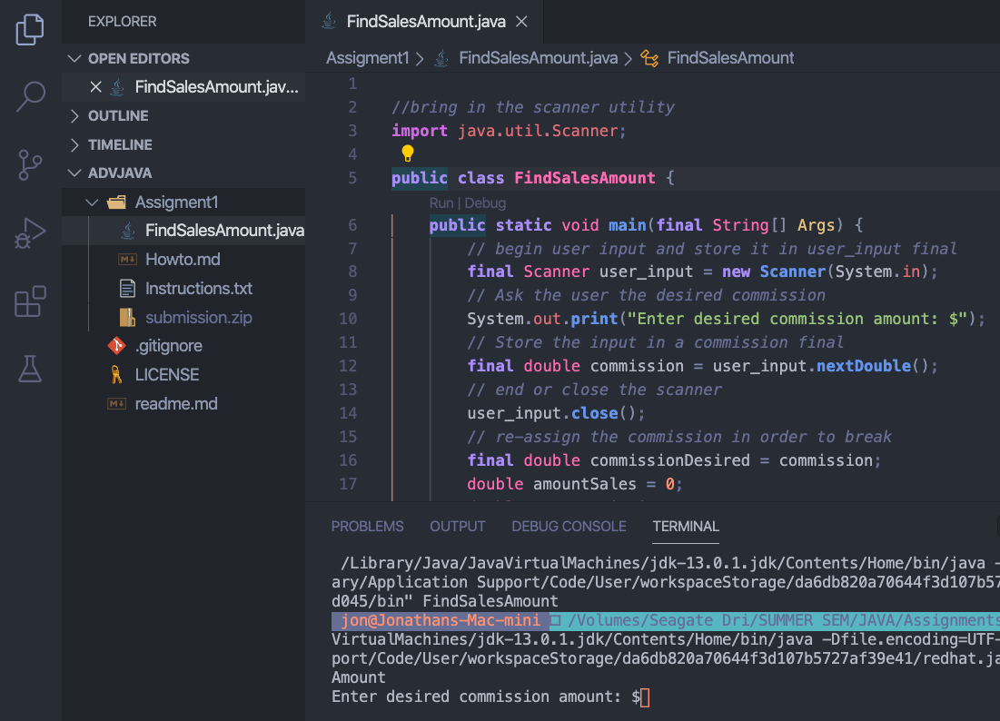 EXPLORER
OPEN EDITORS
FindSalesAmount.jav...
OUTLINE
TIMELINE
ADVJAVA
Assigment1
FindSalesAmount.java
Howto.md
Instructions.txt
submission.zip
.gitignore
LICENSE
readme.md
FindSalesAmount.java
Assigment1 > FindSalesAmount.java > FindSalesAmount
1
2 //bring in the scanner utility
3 import java.util.Scanner;
4
5 public class FindSalesAmount {
Run | Debug
6 public static void main(final String[] Args) {
7 // begin user input and store it in user_input final
8 final Scanner user_input = new Scanner(System.in);
9 // Ask the user the desired commission
10 System.out.print("Enter desired commission amount: $");
11 // Store the input in a commission final
12 final double commission = user_input.nextDouble();
13 // end or close the scanner
14 user_input.close();
15 // re-assign the commission in order to break
16 final double commissionDesired = commission;
17 double amountSales = 0;
PROBLEMS OUTPUT DEBUG CONSOLE TERMINAL
/Library/Java/JavaVirtualMachines/jdk-13.0.1.jdk/Contents/Home/bin/java -
ary/Application Support/Code/User/workspaceStorage/da6db820a70644f3d107b57
d045/bin" FindSalesAmount
jon@Jonathans-Mac-mini /Volumes/Seagate Dri/SUMMER SEM/JAVA/Assignments
VirtualMachines/jdk-13.0.1.jdk/Contents/Home/bin/java -Dfile.encoding=UTF-
port/Code/User/workspaceStorage/da6db820a70644f3d107b5727af39e41/redhat.ja
Amount
Enter desired commission amount: $